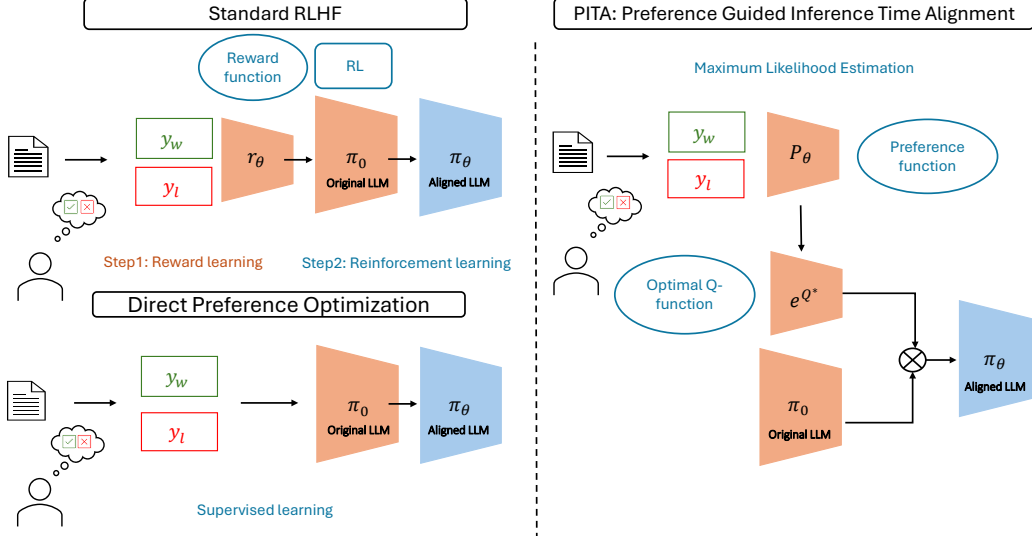 Standard RLHF
Reward
function
RL
y_w
y_l
r_θ
π_0
Original LLM
π_θ
Aligned LLM
Step1: Reward learning
Step2: Reinforcement learning
Direct Preference Optimization
y_w
y_l
π_0
Original LLM
π_θ
Aligned LLM
Supervised learning
PITA: Preference Guided Inference Time Alignment
Maximum Likelihood Estimation
y_w
y_l
P_θ
Preference
function
Optimal Q-
function
e^{Q*}
π_0
Original LLM
π_θ
Aligned LLM